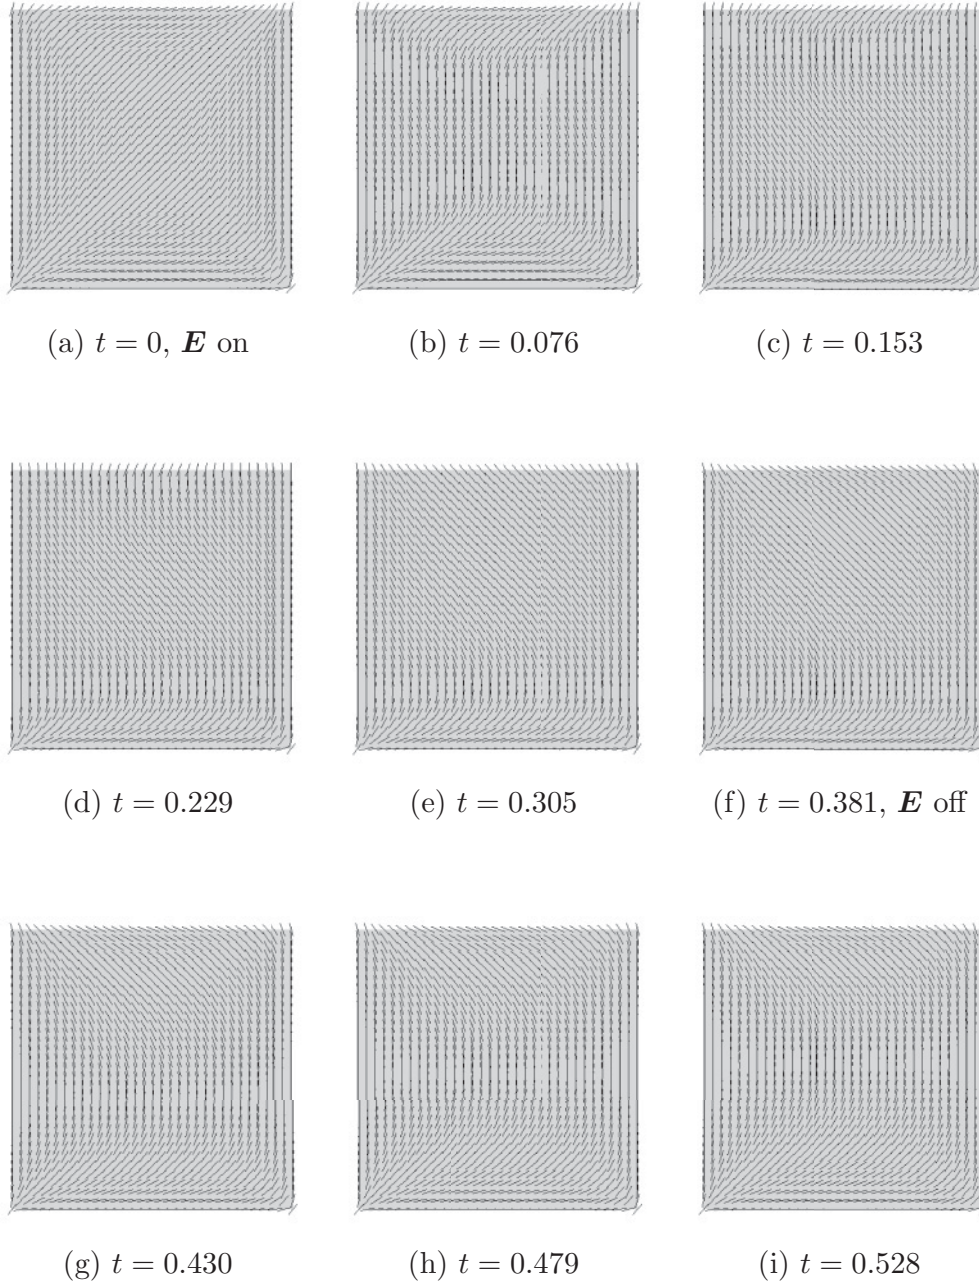 (a) t = 0, E on
(b) t = 0.076
(c) t = 0.153
(d) t = 0.229
(e) t = 0.305
(f) t = 0.381, E off
(g) t = 0.430
(h) t = 0.479
(i) t = 0.528